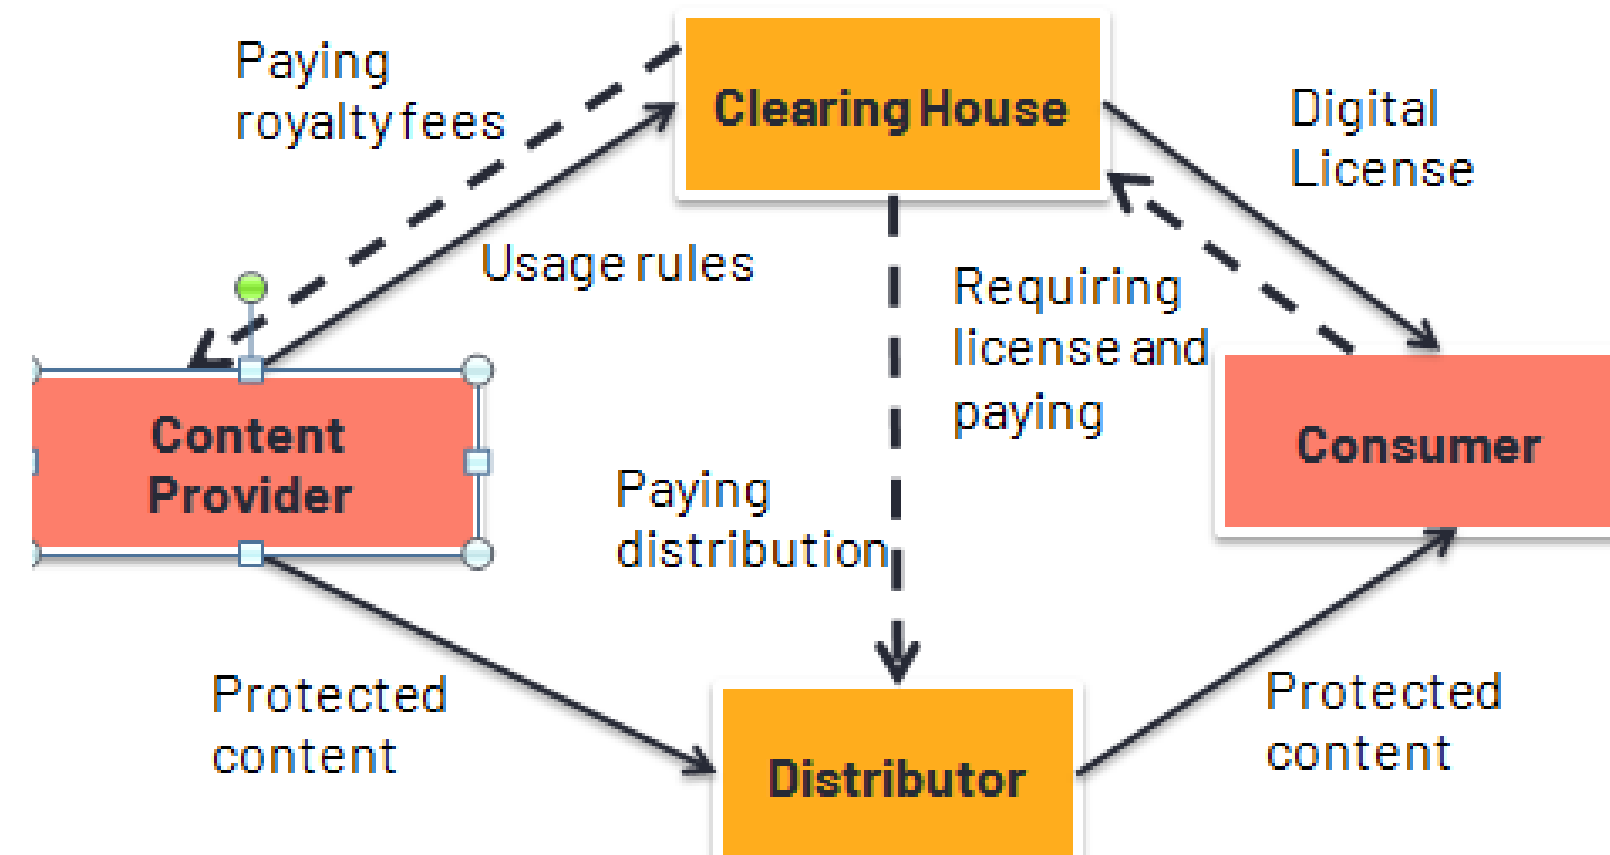 Paying
royalty fees
Clearing House
Digital
License
Usage rules
Requiring
license and
paying
Content
Provider
Consumer
Paying
distribution
Protected
content
Protected
content
Distributor